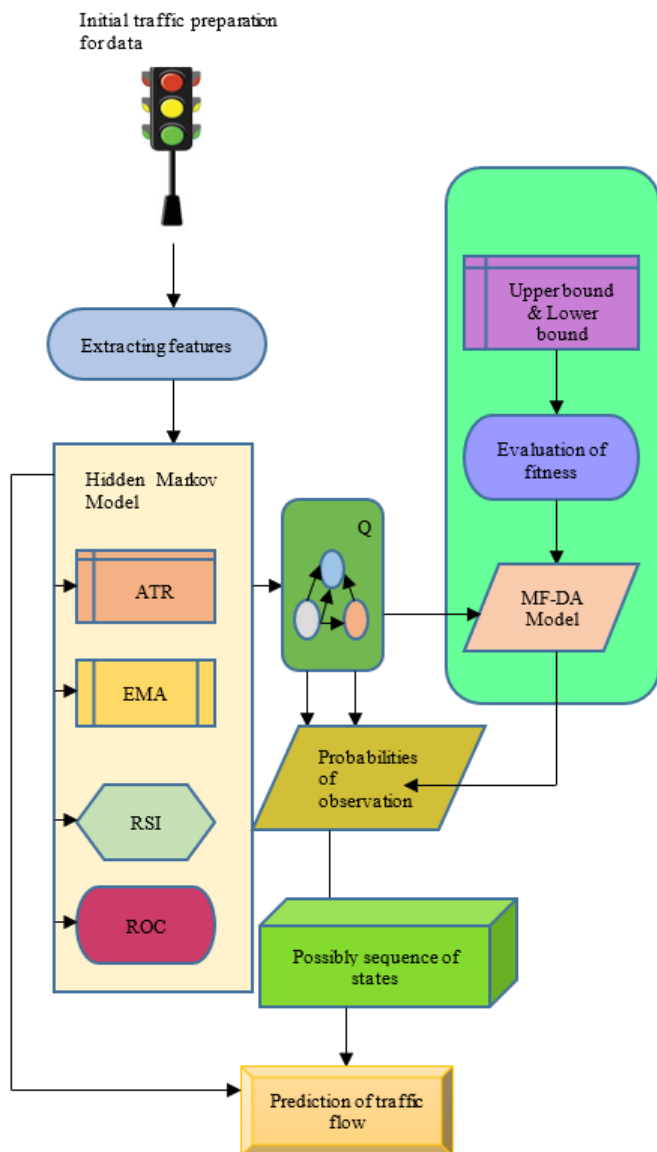 Initial traffic preparation
for data
Extracting features
Hidden Markov
Model
ATR
EMA
RSI
ROC
Q
Upper bound
& Lower
bound
Evaluation of
fitness
MF-DA
Model
Probabilities
of
observation
Possibly sequence of
states
Prediction of traffic
flow